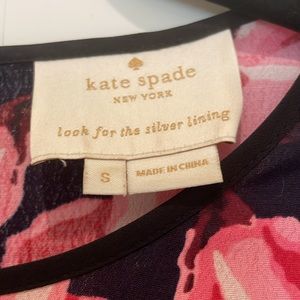 kate spade
NEW YORK
look for the silver lining
S
MADE IN CHINA